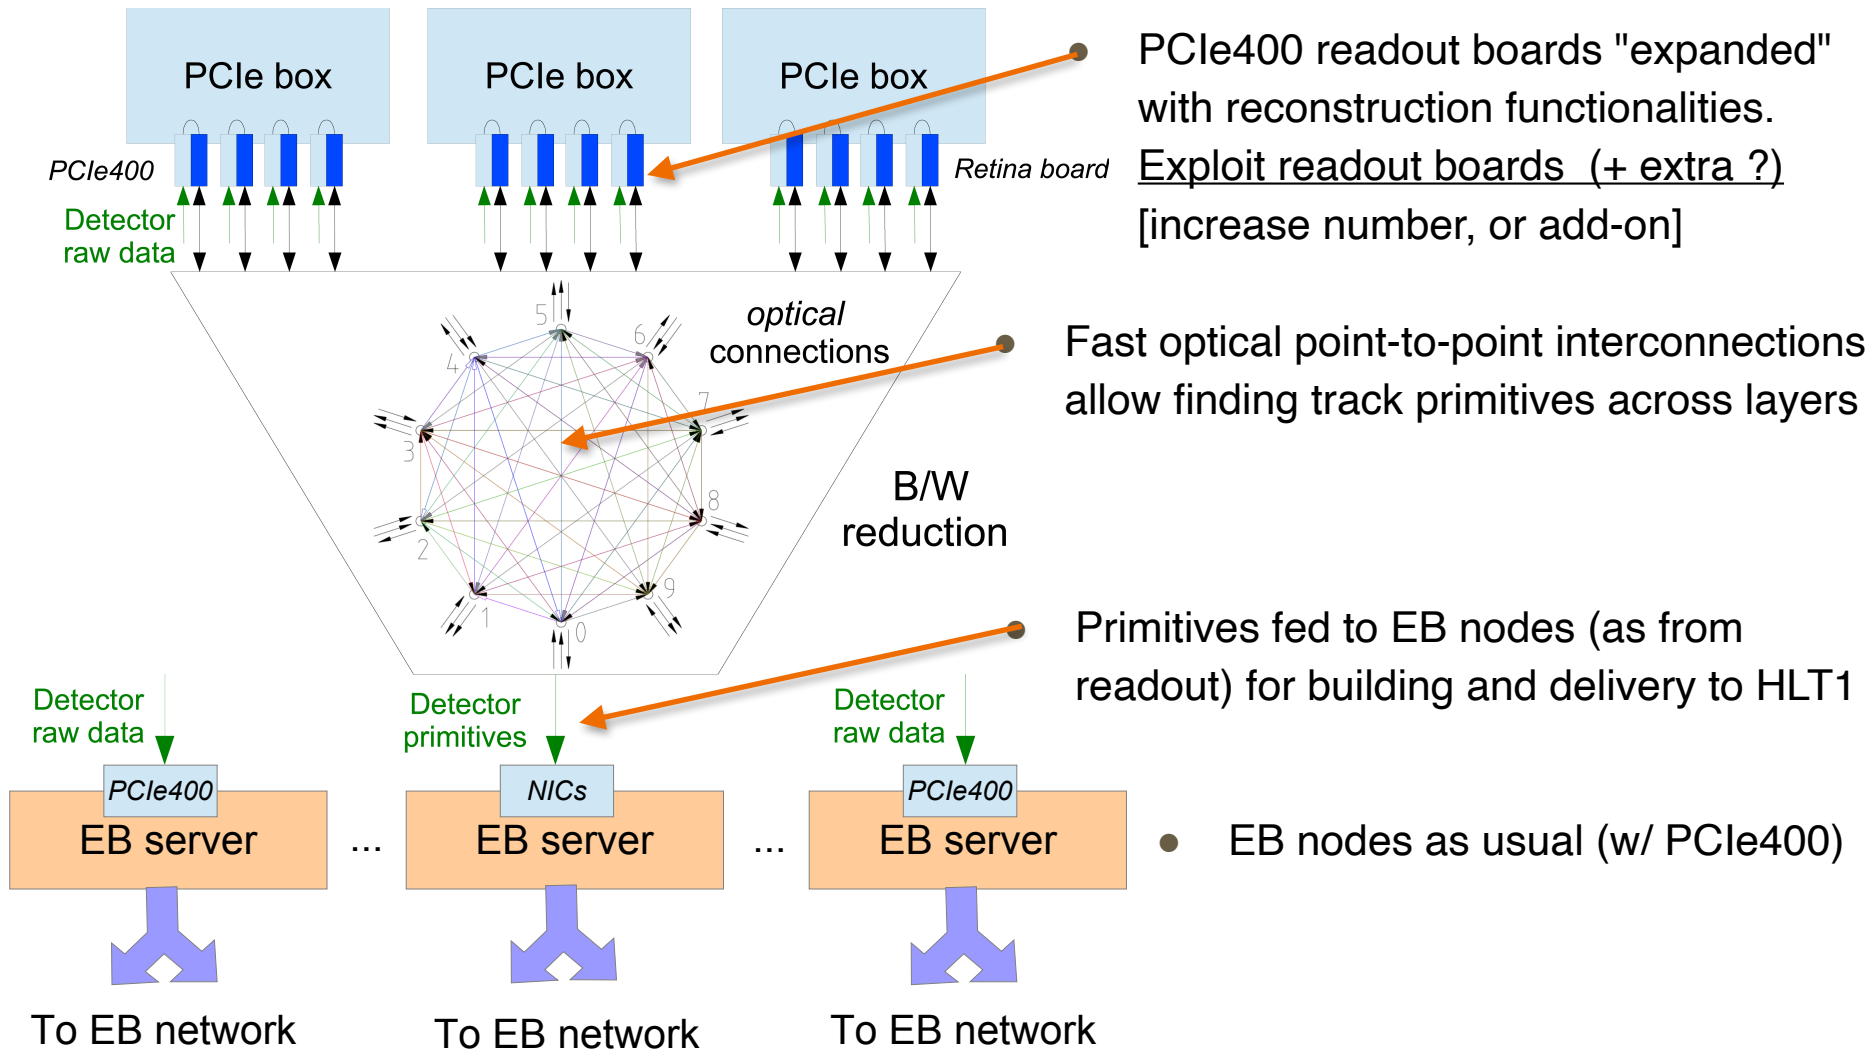 PCIe box
PCIe box
PCIe box
PCIe400
Retina board
Detector
raw data
PCIe400 readout boards "expanded"
with reconstruction functionalities.
Exploit readout boards (+ extra ?)
[increase number, or add-on]
optical
connections
5
6
4
7
3
8
2
9
1
0
Fast optical point-to-point interconnections
allow finding track primitives across layers
B/W
reduction
Primitives fed to EB nodes (as from
readout) for building and delivery to HLT1
Detector
raw data
Detector
primitives
Detector
raw data
PCIe400
NICs
PCIe400
EB server
...
EB server
...
EB server
EB nodes as usual (w/ PCIe400)
To EB network
To EB network
To EB network